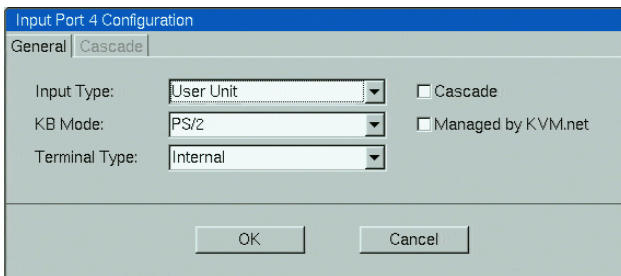 Input Port 4 Configuration
General Cascade
Input Type: User Unit Cascade
KB Mode: PS/2 Managed by KVM.net
Terminal Type: Internal
OK Cancel